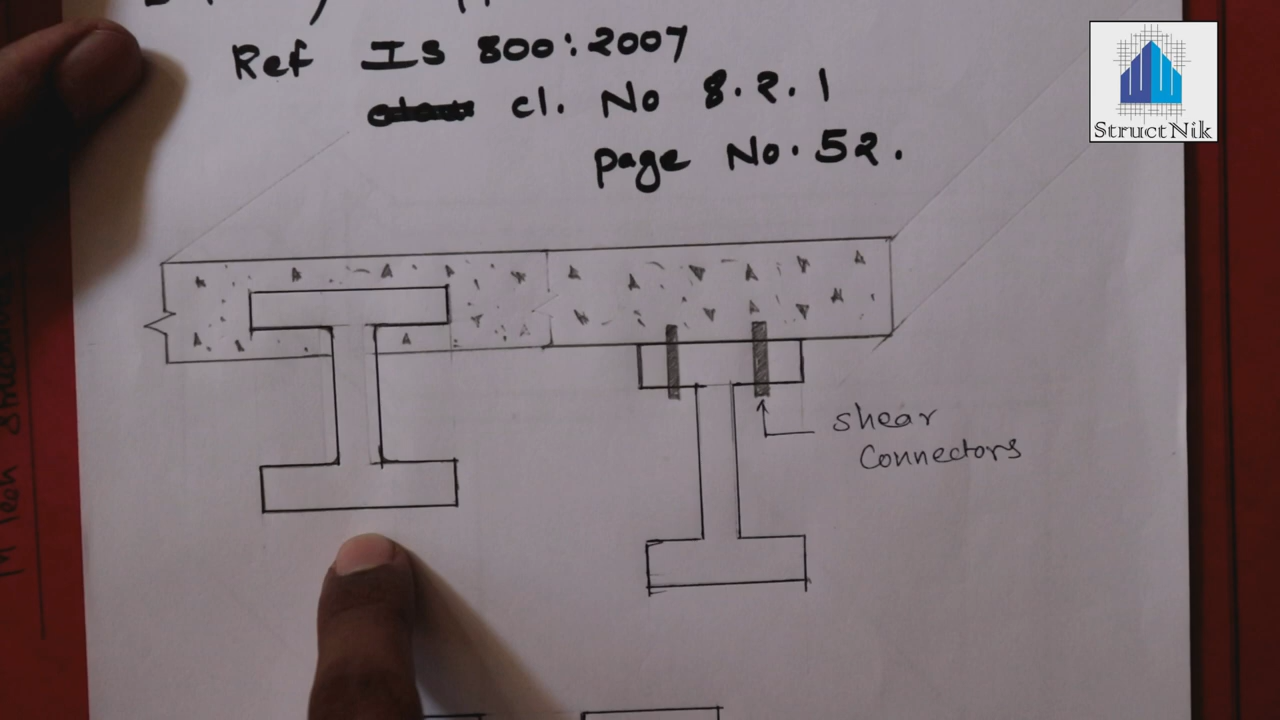 Ref IS 800:2007
cl. No 8.2.1
page No. 52.
StructNik
shear
Connectors